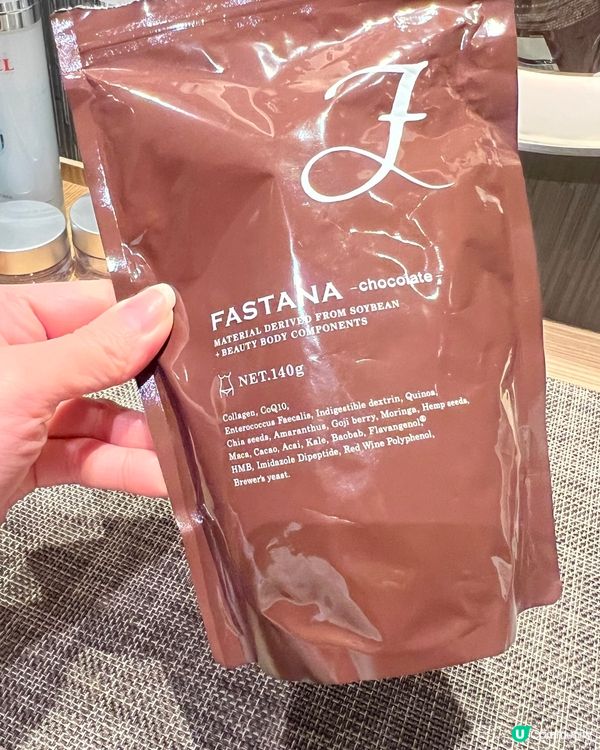 FASTANA -chocolate-
MATERIAL DERIVED FROM SOYBEAN
+BEAUTY BODY COMPONENTS
NET.140g
Collagen, CoQ10,
Enterococcus Faecalis, Indigestible dextrin, Quinoa,
Chia seeds, Amaranthus, Goji berry, Moringa, Hemp seeds,
Maca, Cacao, Acai, Kale, Baobab, Flavangenol®
HMB, Imidazole Dipeptide, Red Wine Polyphenol,
Brewer's yeast.